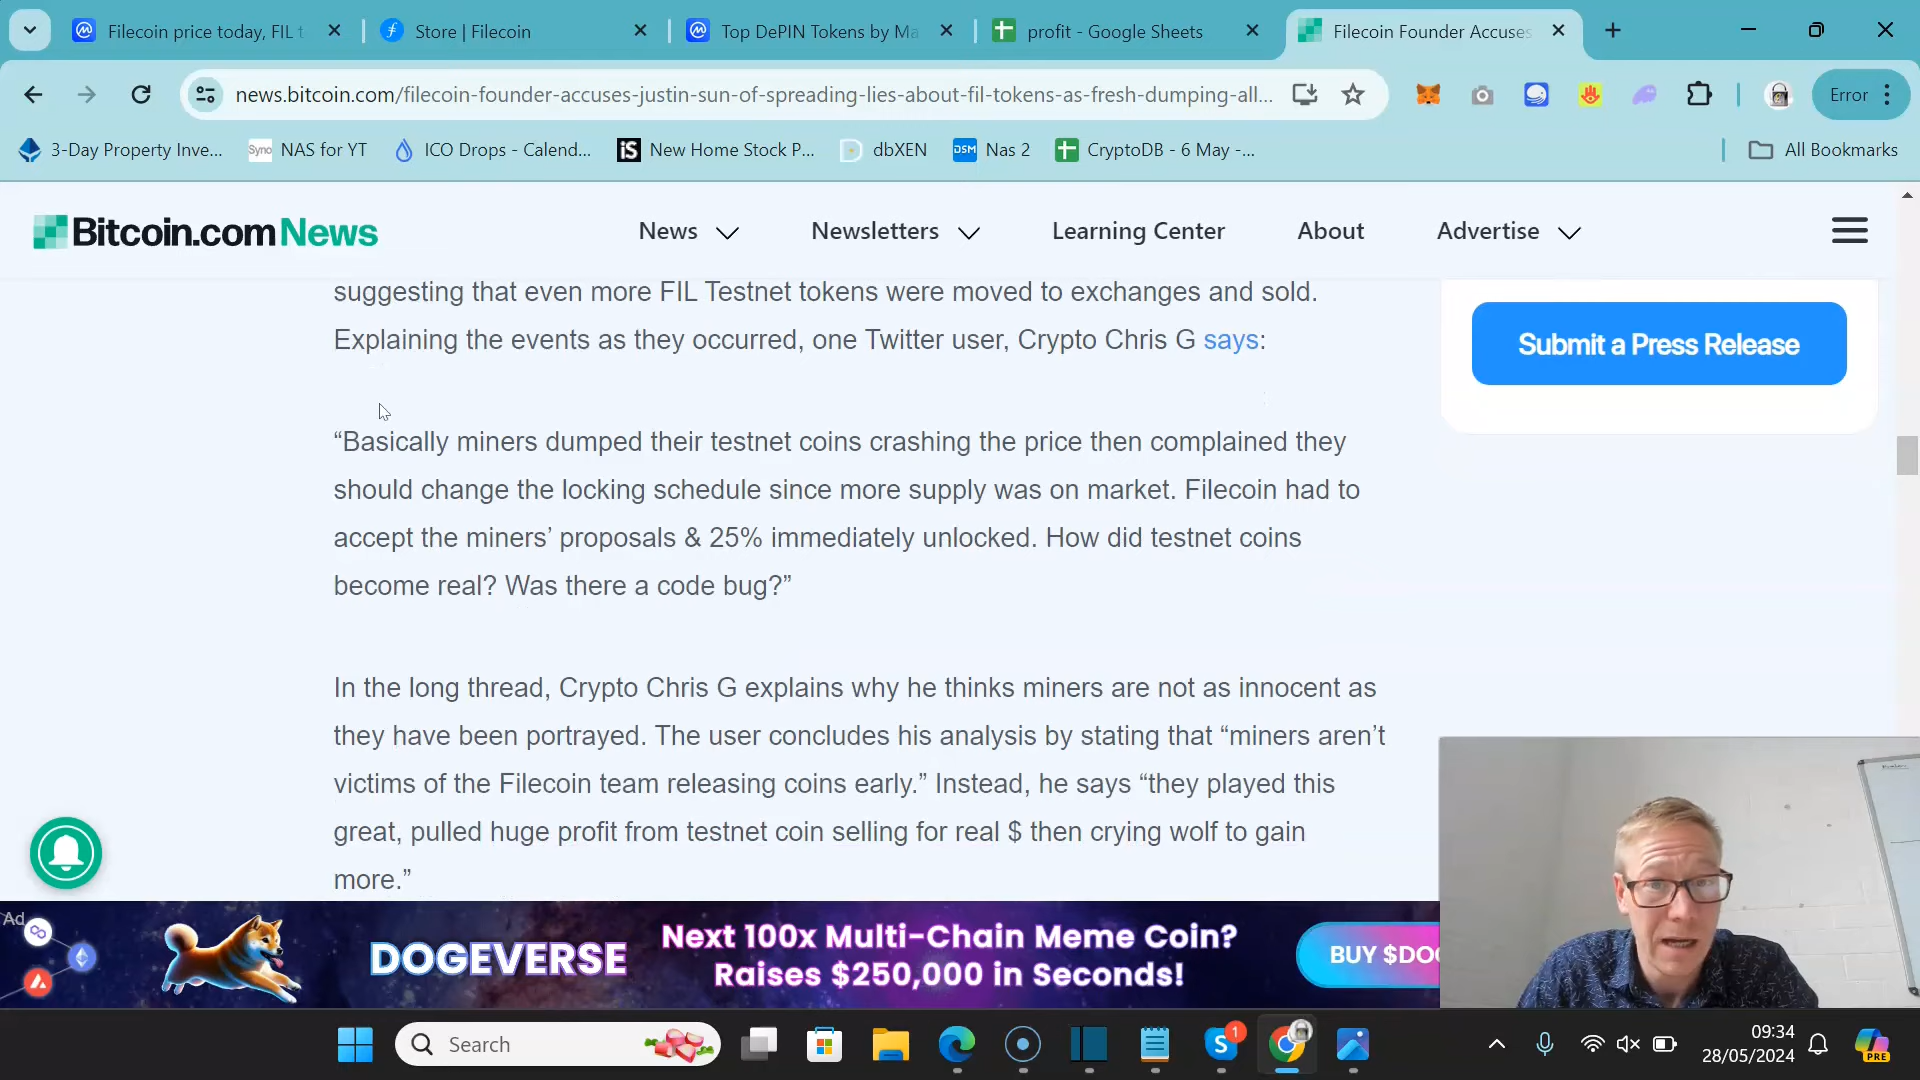 Filecoin price today, FIL t
Store | Filecoin
Top DePIN Tokens by Ma
profit - Google Sheets
Filecoin Founder Accuses
news.bitcoin.com/filecoin-founder-accuses-justin-sun-of-spreading-lies-about-fil-tokens-as-fresh-dumping-all...
Error
3-Day Property Inve...
Syno
NAS for YT
ICO Drops - Calend...
iS
New Home Stock P...
dbXEN
DSM
Nas 2
CryptoDB - 6 May -...
All Bookmarks
Bitcoin.com News
News
Newsletters
Learning Center
About
Advertise
suggesting that even more FIL Testnet tokens were moved to exchanges and sold.
Explaining the events as they occurred, one Twitter user, Crypto Chris G says:
Submit a Press Release
“Basically miners dumped their testnet coins crashing the price then complained they
should change the locking schedule since more supply was on market. Filecoin had to
accept the miners’ proposals & 25% immediately unlocked. How did testnet coins
become real? Was there a code bug?”
In the long thread, Crypto Chris G explains why he thinks miners are not as innocent as
they have been portrayed. The user concludes his analysis by stating that “miners aren’t
victims of the Filecoin team releasing coins early.” Instead, he says “they played this
great, pulled huge profit from testnet coin selling for real $ then crying wolf to gain
more.”
Ad
DOGEVERSE
Next 100x Multi-Chain Meme Coin?
Raises $250,000 in Seconds!
BUY $DO
Search
1
09:34
28/05/2024
PRE